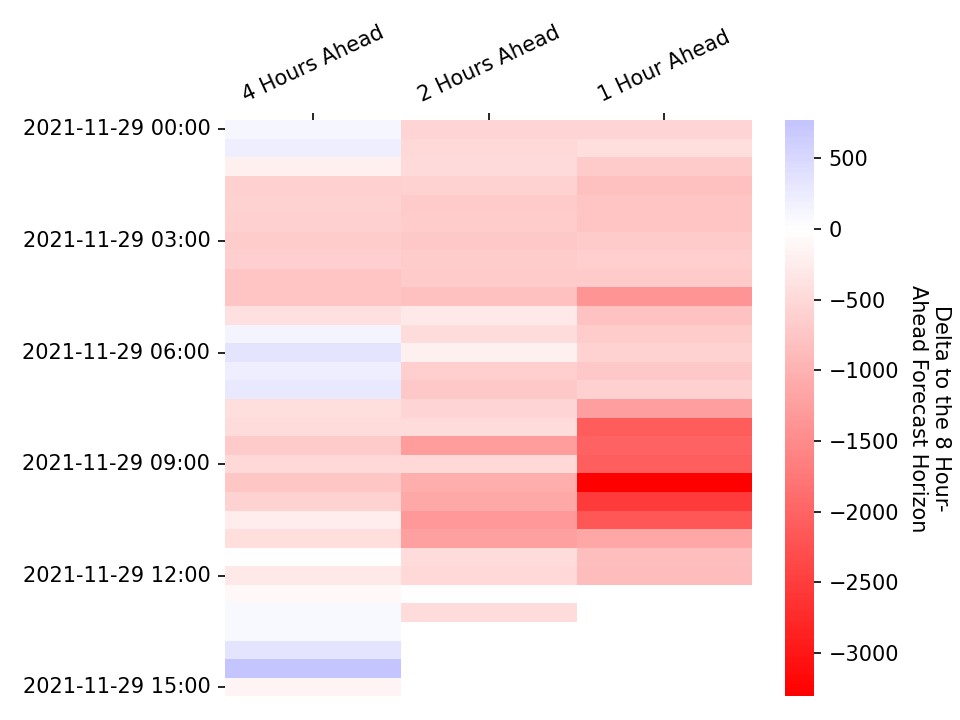 4 Hours Ahead
2 Hours Ahead
1 Hour Ahead
2021-11-29 00:00
2021-11-29 03:00
2021-11-29 06:00
2021-11-29 09:00
2021-11-29 12:00
2021-11-29 15:00
500
0
−500
−1000
−1500
−2000
−2500
−3000
Delta to the 8 Hour-
Ahead Forecast Horizon